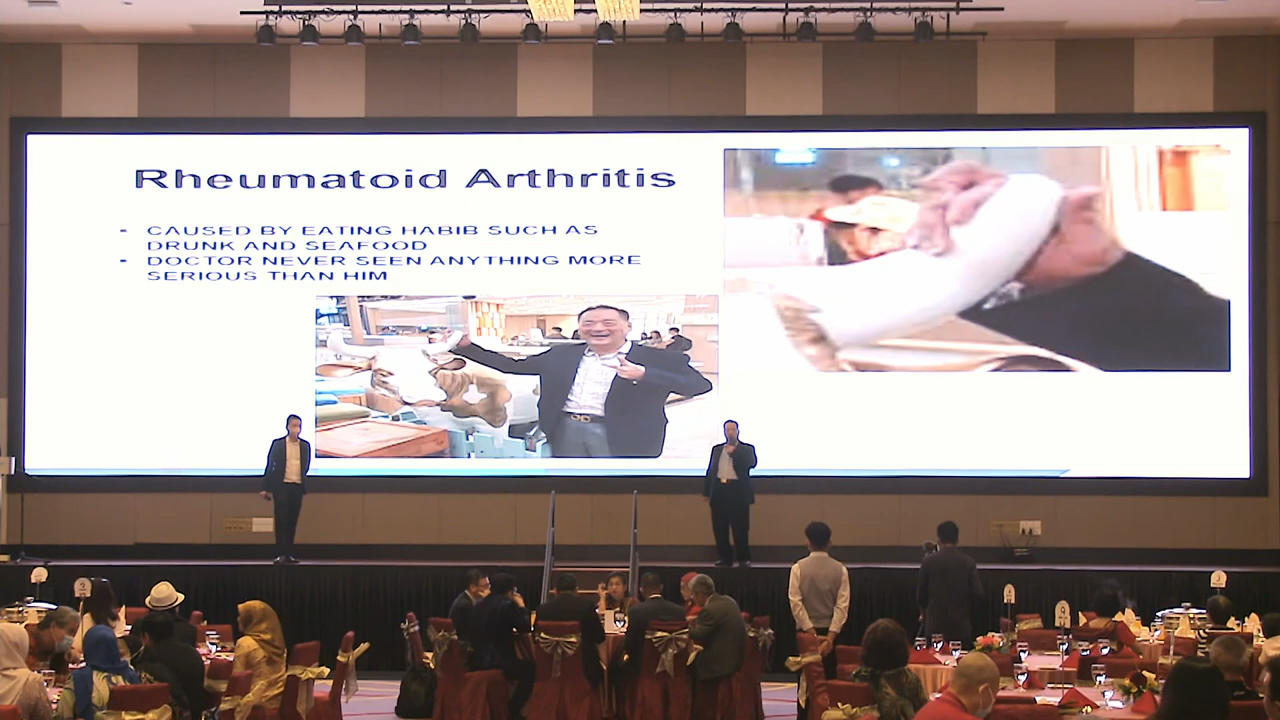 Rheumatoid Arthritis
- CAUSED BY EATING HABIB SUCH AS
DRUNK AND SEAFOOD
- DOCTOR NEVER SEEN ANYTHING MORE
SERIOUS THAN HIM